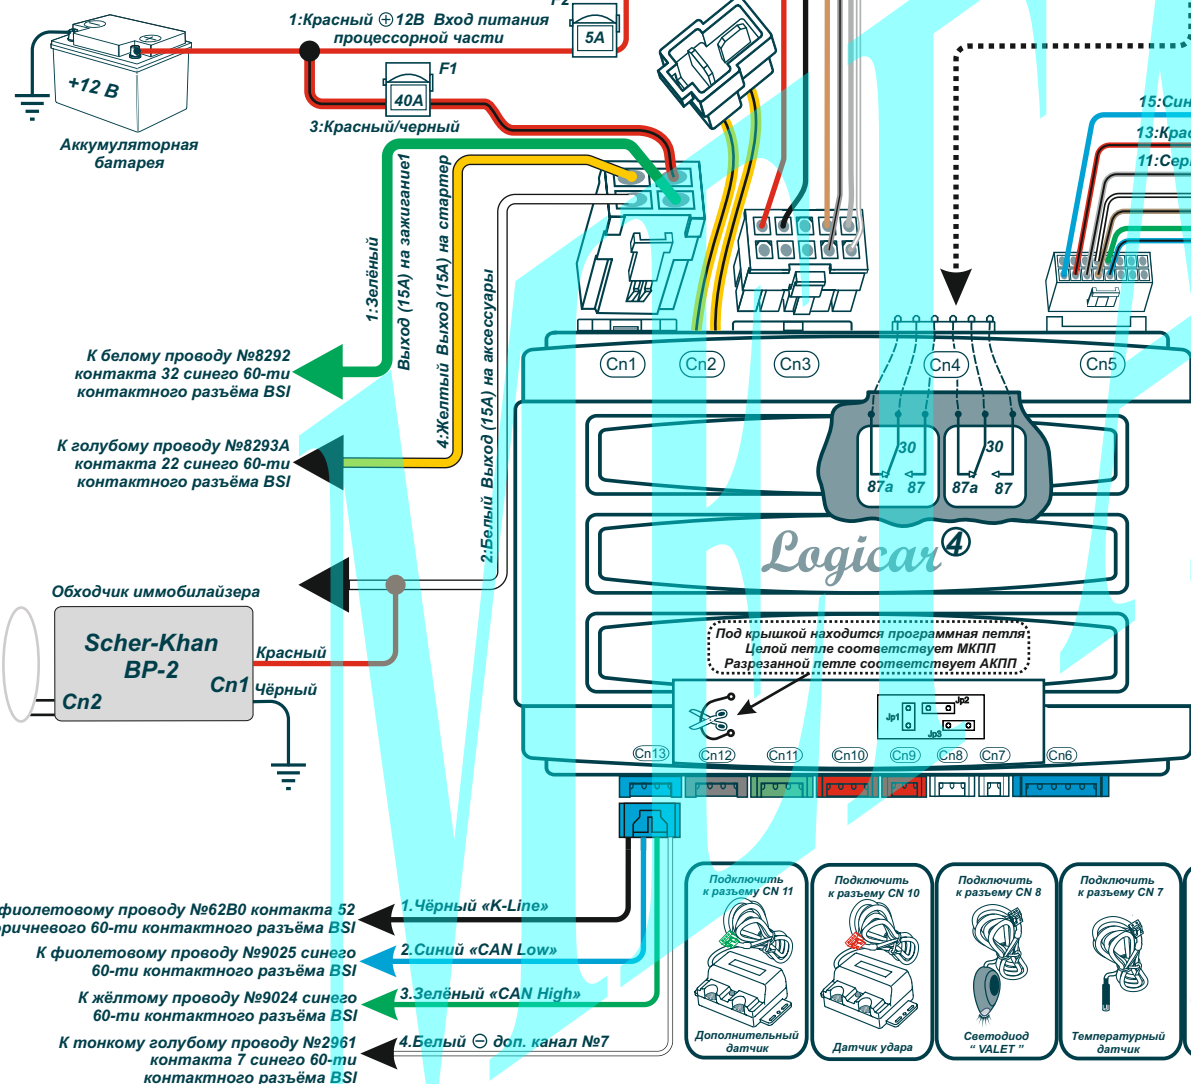 F2
1:Красный ⊕12В Вход питания
процессорной части
5А
F1
+12 В
40А
3:Красный/черный
Аккумуляторная
батарея
15:Син
13:Крас
11:Сер
1:Зелёный
Выход (15А) на зажигание1
4:Желтый Выход (15А) на стартер
2:Белый Выход (15А) на аксессуары
К белому проводу №8292
контакта 32 синего 60-ти
контактного разъёма BSI
К голубому проводу №8293А
контакта 22 синего 60-ти
контактного разъёма BSI
Cn1
Cn2
Cn3
Cn4
Cn5
30
30
87а 87
87а 87
Logicar 4
Обходчик иммобилайзера
Scher-Khan
BP-2
Cn1
Cn2
Красный
Чёрный
Под крышкой находится программная петля
Целой петле соответствует МКПП
Разрезанной петле соответствует АКПП
Jp1
Jp2
Jp3
Cn13
Cn12
Cn11
Cn10
Cn9
Cn8
Cn7
Cn6
фиолетовому проводу №62В0 контакта 52
оричневого 60-ти контактного разъёма BSI
1.Чёрный «K-Line»
К фиолетовому проводу №9025 синего
60-ти контактного разъёма BSI
2.Синий «CAN Low»
К жёлтому проводу №9024 синего
60-ти контактного разъёма BSI
3.Зелёный «CAN High»
К тонкому голубому проводу №2961
контакта 7 синего 60-ти
контактного разъёма BSI
4.Белый ⊖ доп. канал №7
Подключить
к разъему CN 11
Дополнительный
датчик
Подключить
к разъему CN 10
Датчик удара
Подключить
к разъему CN 8
Светодиод
“ VALET ”
Подключить
к разъему CN 7
Температурный
датчик